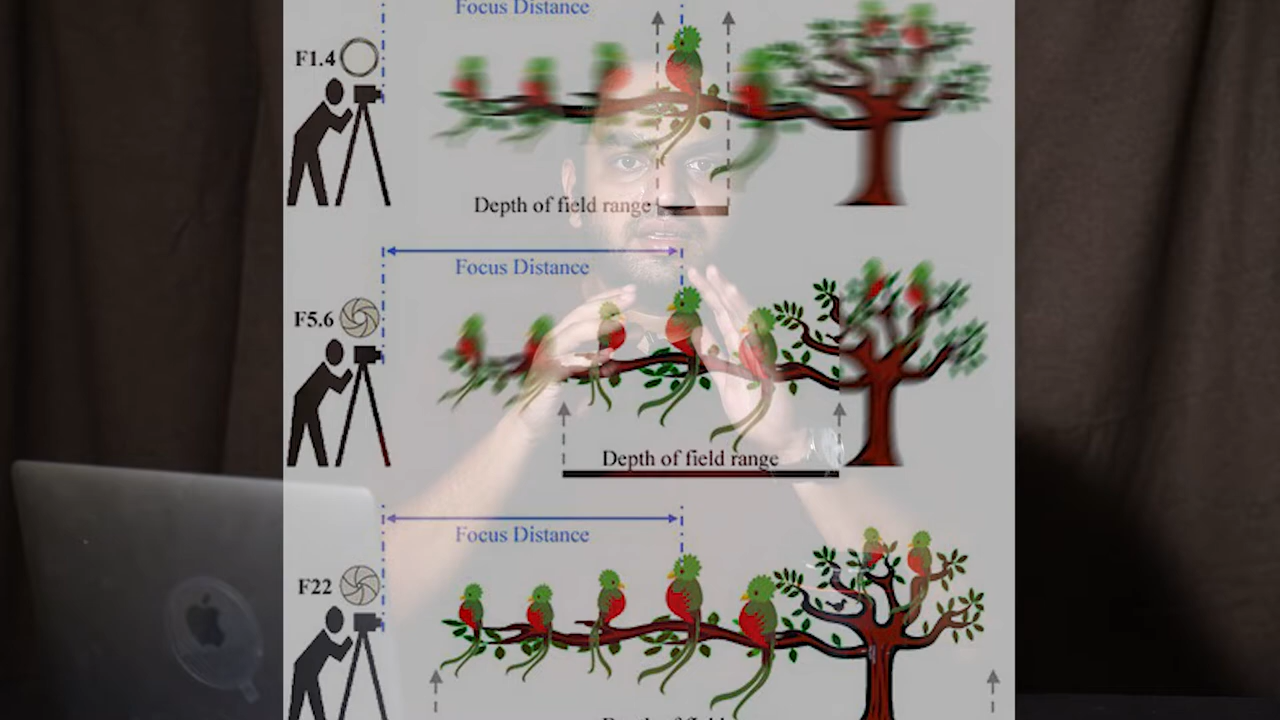 Focus Distance
F1.4
Depth of field range
Focus Distance
F5.6
Depth of field range
Focus Distance
F22